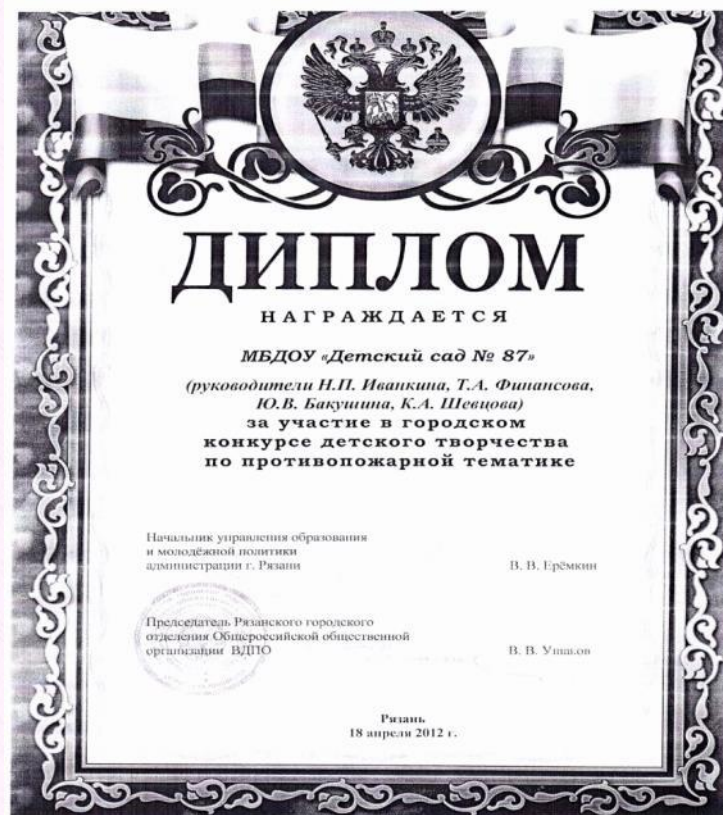 ДИПЛОМ
НАГРАЖДАЕТСЯ
МБДОУ «Детский сад № 87»
(руководители Н.П. Иванкина, Т.А. Финансова,
Ю.В. Бакушина, К.А. Шевцова)
за участие в городском
конкурсе детского творчества
по противопожарной тематике
Начальник управления образования
и молодёжной политики
администрации г. Рязани
В. В. Ерёмкин
Председатель Рязанского городского
отделения Общероссийской общественной
организации ВДПО
В. В.
Рязань
18 апреля 2012 г.